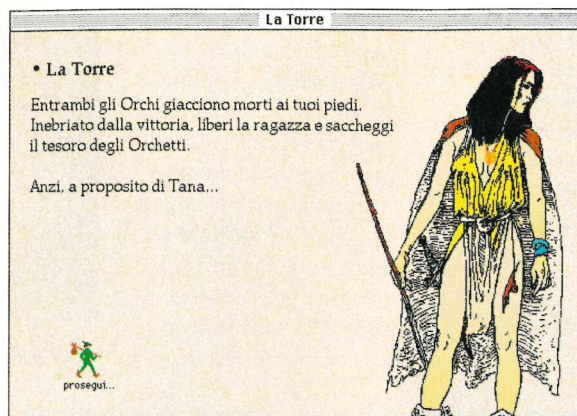 La Torre
• La Torre
Entrambi gli Orchi giacciono morti ai tuoi piedi.
Inebriato dalla vittoria, liberi la ragazza e saccheggi
il tesoro degli Orchetti.
Anzi, a proposito di Tana...
prosegui...